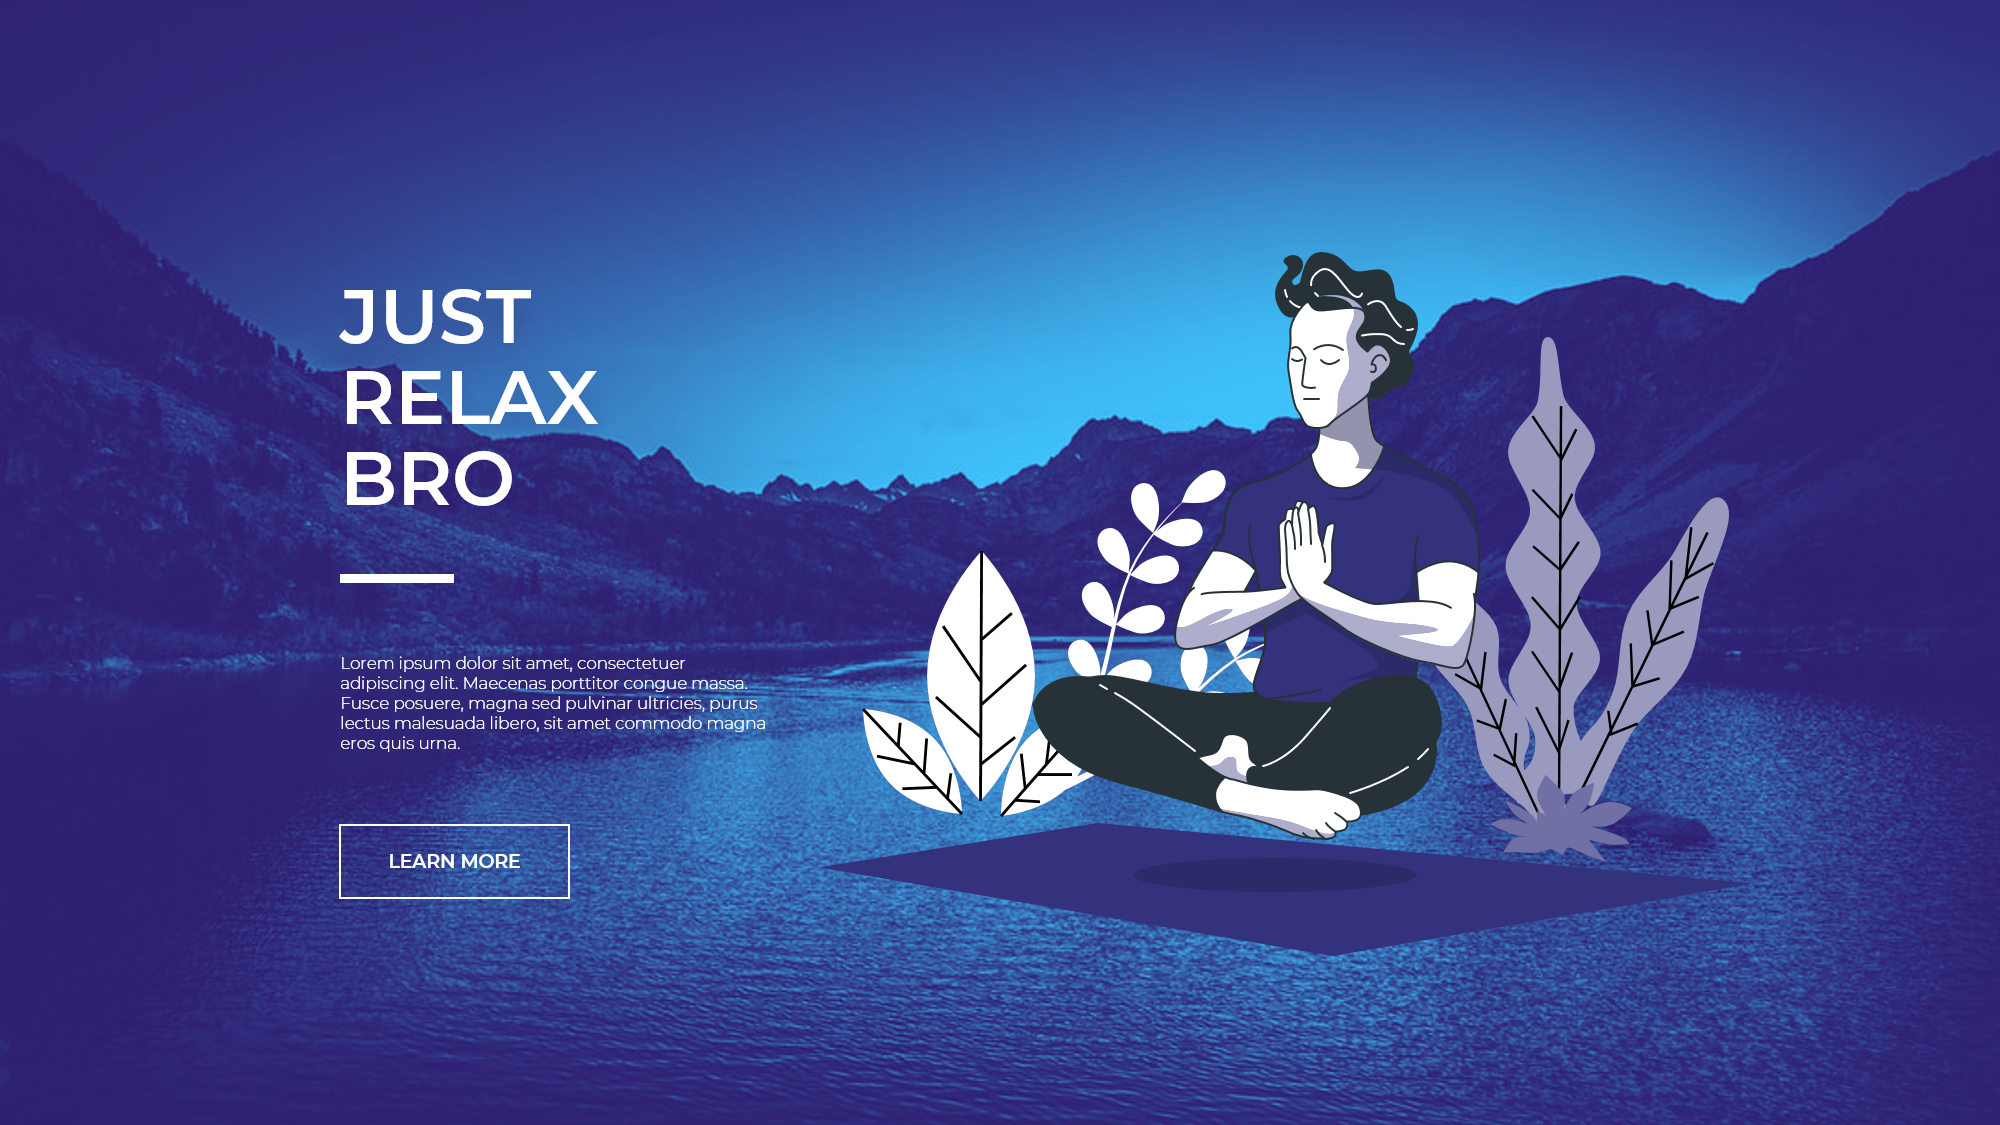 JUST
RELAX
BRO
Lorem ipsum dolor sit amet, consectetuer
adipiscing elit. Maecenas porttitor congue massa.
Fusce posuere, magna sed pulvinar ultricies, purus
lectus malesuada libero, sit amet commodo magna
eros quis urna.
LEARN MORE